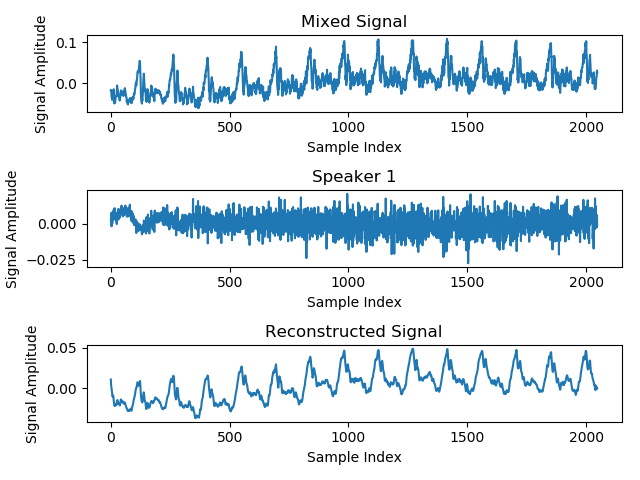 Mixed Signal
0.1
0.0
Signal Amplitude
0 500 1000 1500 2000
Sample Index
Speaker 1
0.000
−0.025
Signal Amplitude
0 500 1000 1500 2000
Sample Index
Reconstructed Signal
0.05
0.00
Signal Amplitude
0 500 1000 1500 2000
Sample Index